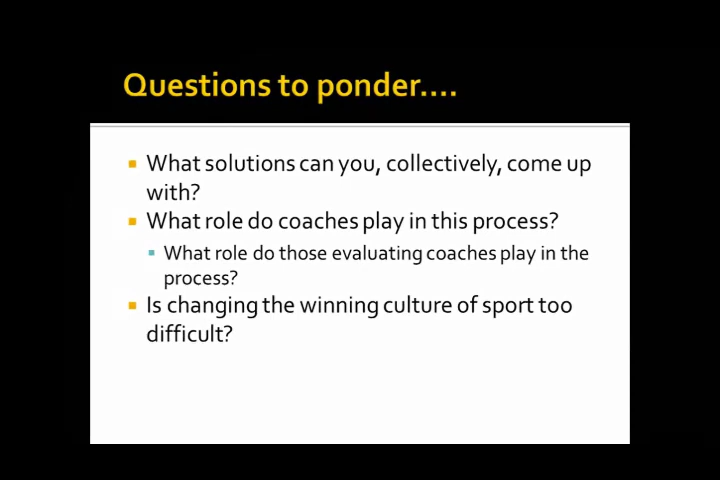 Questions to ponder....
What solutions can you, collectively, come up
with?
What role do coaches play in this process?
What role do those evaluating coaches play in the
process?
Is changing the winning culture of sport too
difficult?